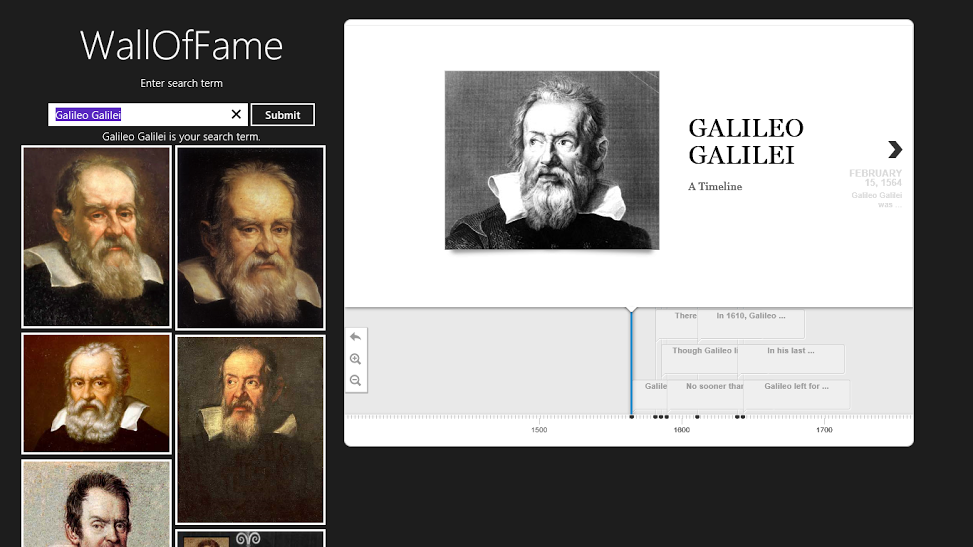 WallOfFame
Enter search term
Galileo Galilei
Submit
Galileo Galilei is your search term.
GALILEO
GALILEI
A Timeline
FEBRUARY
15, 1564
Galileo Galilei
was ...
There
In 1610, Galileo ...
Though Galileo li
In his last ...
Galile
No sooner than
Galileo left for ...
1500
1600
1700